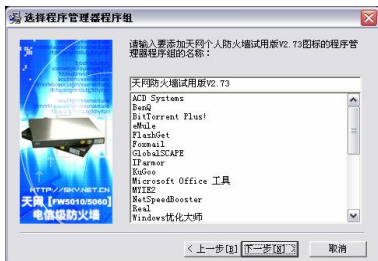 选择程序管理器程序组
请输入要添加天网个人防火墙试用版V2.73图标的程序管
理器程序组的名称：
天网防火墙试用版V2.73
ACD Systems
BenQ
BitTorrent Plus!
eMule
FlashGet
Foxmail
GlobalSCAPE
IParmor
KuGoo
Microsoft Office 工具
MYIE2
NetSpeedBooster
Real
Windows优化大师
HTTP://SKY.NET.CN
天网 [FW5010/5060]
电信级防火墙
< 上一步[B]
下一步[N] >
取消